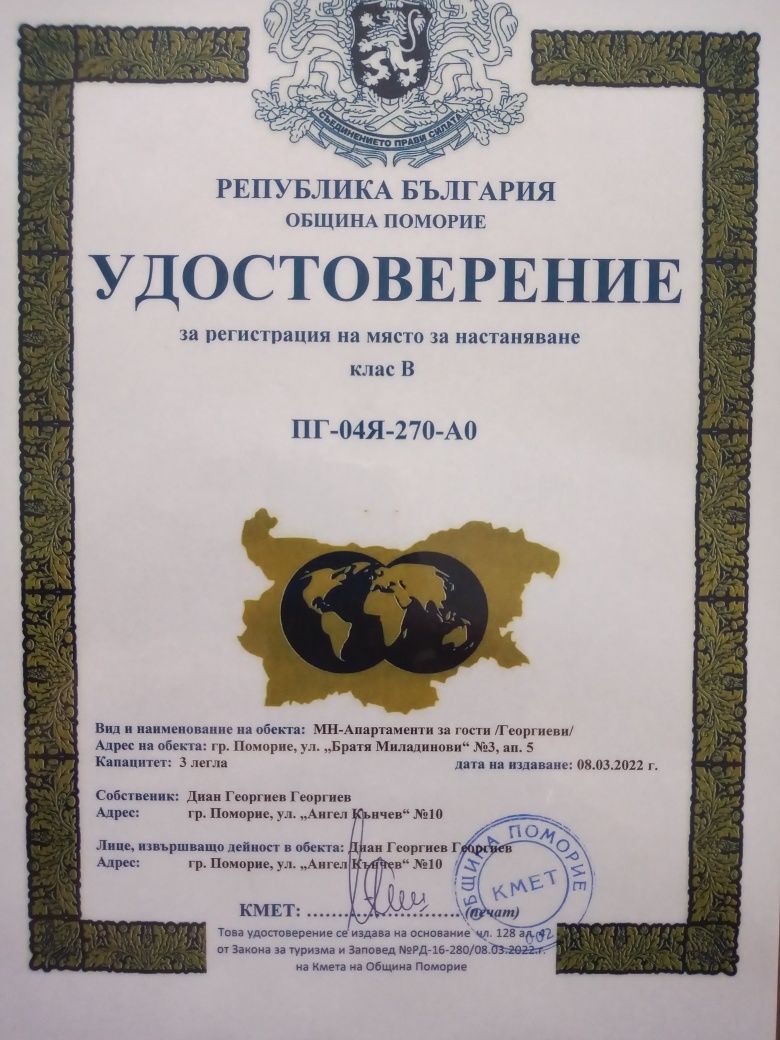 СЪЕДИНЕНИЕТО ПРАВИ СИЛАТА
РЕПУБЛИКА БЪЛГАРИЯ
ОБЩИНА ПОМОРИЕ
УДОСТОВЕРЕНИЕ
за регистрация на място за настаняване
клас В
ПГ-04Я-270-А0
Вид и наименование на обекта: МН-Апартаменти за гости /Георгиеви/
Адрес на обекта: гр. Поморие, ул. „Братя Миладинови“ №3, ап. 5
Капацитет: 3 легла дата на издаване: 08.03.2022 г.
Собственик: Диан Георгиев Георгиев
Адрес: гр. Поморие, ул. „Ангел Кънчев“ №10
Лице, извършващо дейност в обекта: Диан Георгиев Георгиев
Адрес: гр. Поморие, ул. „Ангел Кънчев“ №10
ОБЩИНА ПОМОРИЕ
КМЕТ
002
КМЕТ: ........................ (печат)
Това удостоверение се издава на основание чл. 128 ал. 42
от Закона за туризма и Заповед №РД-16-280/08.03.2022.г.
на Кмета на Община Поморие